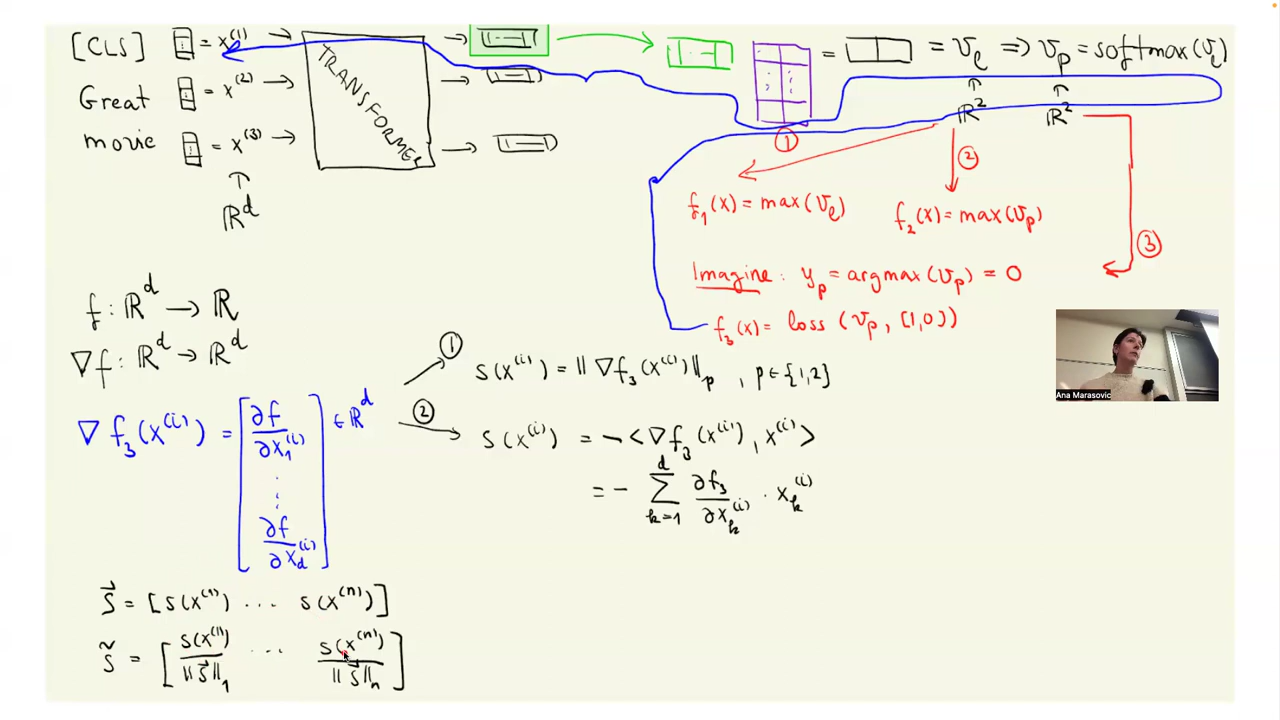 [CLS] = x^(1) → → → = = v_l ⇒ v_p = softmax(v_l)
Great = x^(2) → TRANSFORMER →
movie = x^(3) → →
↑ ↑ ↑
ℝ^d ℝ^2 ℝ^2
① ② ③
f_1(x) = max(v_l) f_2(x) = max(v_p)
Imagine: y_p = argmax(v_p) = 0
f_3(x) = loss(v_p, [1,0))
f : ℝ^d → ℝ
∇f : ℝ^d → ℝ^d
① s(x^(i)) = || ∇f_3(x^(i)) ||_p , p ∈ {1,2}
∇f_3(x^(i)) = [ ∂f/∂x_1^(i) ⋮ ∂f/∂x_d^(i) ] ∈ ℝ^d
② s(x^(i)) = - < ∇f_3(x^(i)), x^(i) >
= - Σ_{k=1}^{d} ∂f_3/∂x_k^(i) · x_k^(i)
Ana Marasovic
s⃗ = [s(x^(1)) ... s(x^(n))]
s̃ = [ s(x^(1))/||s⃗||_1 ... s(x^(n))/||s⃗||_n ]